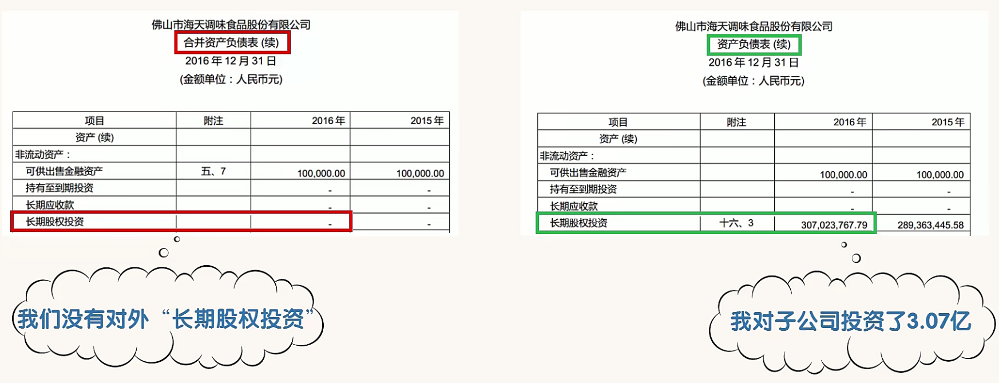 佛山市海天调味食品股份有限公司
合并资产负债表 (续)
2016 年 12 月 31 日
(金额单位：人民币元)
项目 附注 2016 年 2015 年
资产 (续)
非流动资产：
可供出售金融资产 五、7 100,000.00 100,000.00
持有至到期投资 - -
长期应收款 - -
长期股权投资 - -
我们没有对外“长期股权投资”
佛山市海天调味食品股份有限公司
资产负债表 (续)
2016 年 12 月 31 日
(金额单位：人民币元)
项目 附注 2016 年 2015 年
资产 (续)
非流动资产：
可供出售金融资产 100,000.00 100,000.00
持有至到期投资 - -
长期应收款 - -
长期股权投资 十六、3 307,023,767.79 289,363,445.58
我对子公司投资了3.07亿